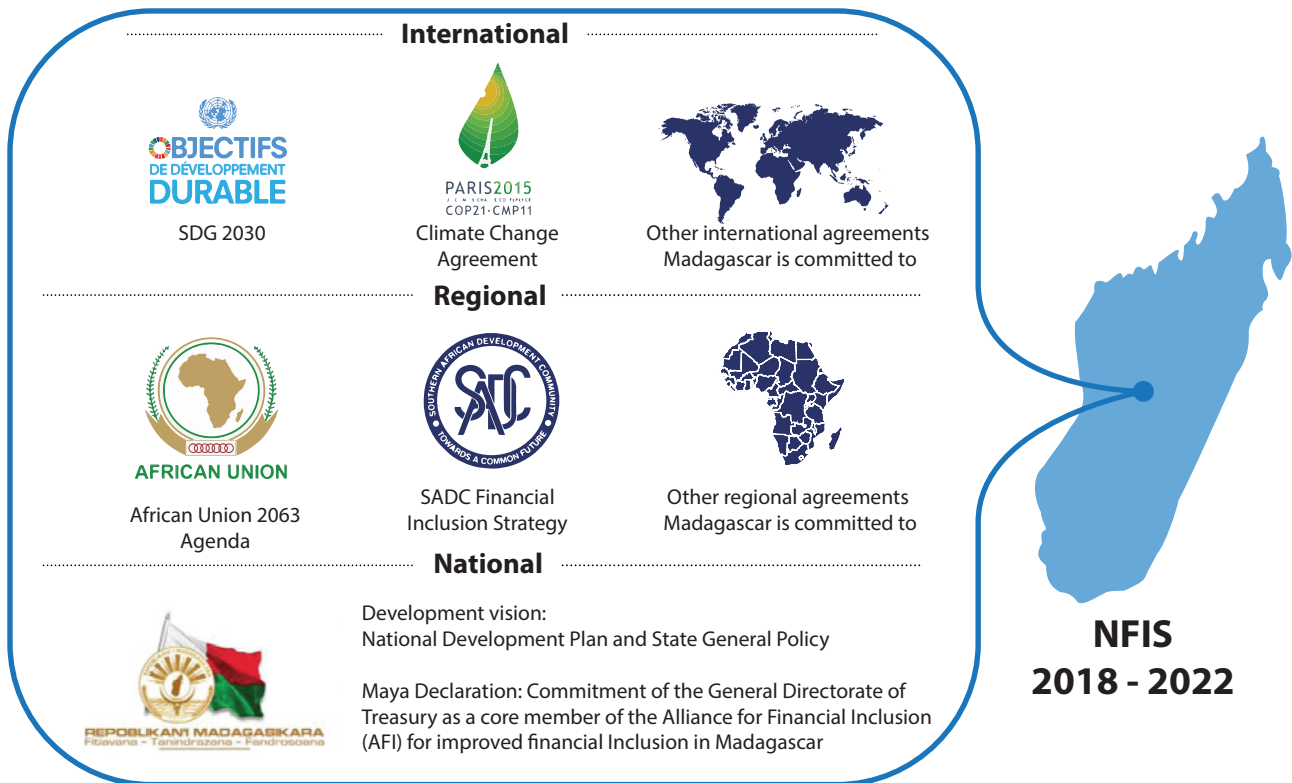 International
OBJECTIFS
DE DÉVELOPPEMENT
DURABLE
SDG 2030
PARIS2015
COP21·CMP11
Climate Change
Agreement
Other international agreements
Madagascar is committed to
Regional
AFRICAN UNION
African Union 2063
Agenda
SOUTHERN AFRICAN DEVELOPMENT COMMUNITY
SADC
TOWARDS A COMMON FUTURE
SADC Financial
Inclusion Strategy
Other regional agreements
Madagascar is committed to
National
REPOBLIKAN'I MADAGASIKARA
Fitiavana - Tanindrazana - Fandrosoana
Development vision:
National Development Plan and State General Policy
Maya Declaration: Commitment of the General Directorate of
Treasury as a core member of the Alliance for Financial Inclusion
(AFI) for improved financial Inclusion in Madagascar
NFIS
2018 - 2022